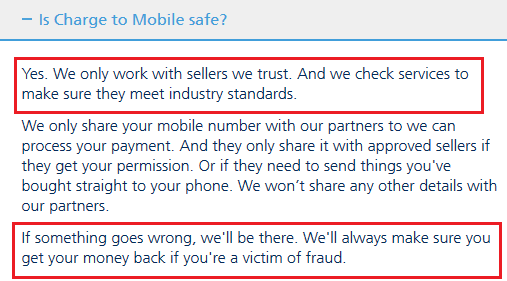 − Is Charge to Mobile safe?
Yes. We only work with sellers we trust. And we check services to
make sure they meet industry standards.
We only share your mobile number with our partners to we can
process your payment. And they only share it with approved sellers if
they get your permission. Or if they need to send things you've
bought straight to your phone. We won’t share any other details with
our partners.
If something goes wrong, we'll be there. We'll always make sure you
get your money back if you're a victim of fraud.